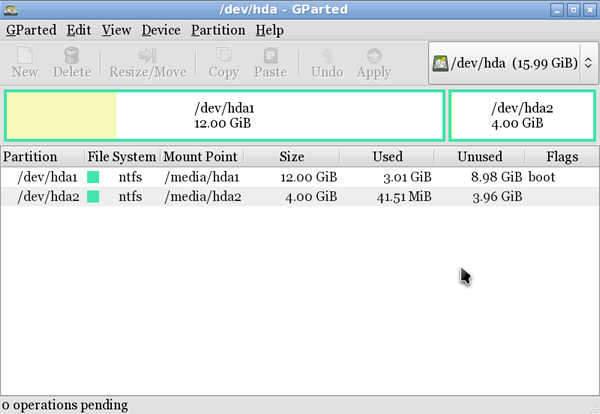 /dev/hda - GParted
GParted Edit View Device Partition Help
New Delete Resize/Move Copy Paste Undo Apply /dev/hda (15.99 GiB)
/dev/hda1 /dev/hda2
12.00 GiB 4.00 GiB
Partition File System Mount Point Size Used Unused Flags
/dev/hda1 ntfs /media/hda1 12.00 GiB 3.01 GiB 8.98 GiB boot
/dev/hda2 ntfs /media/hda2 4.00 GiB 41.51 MiB 3.96 GiB
0 operations pending